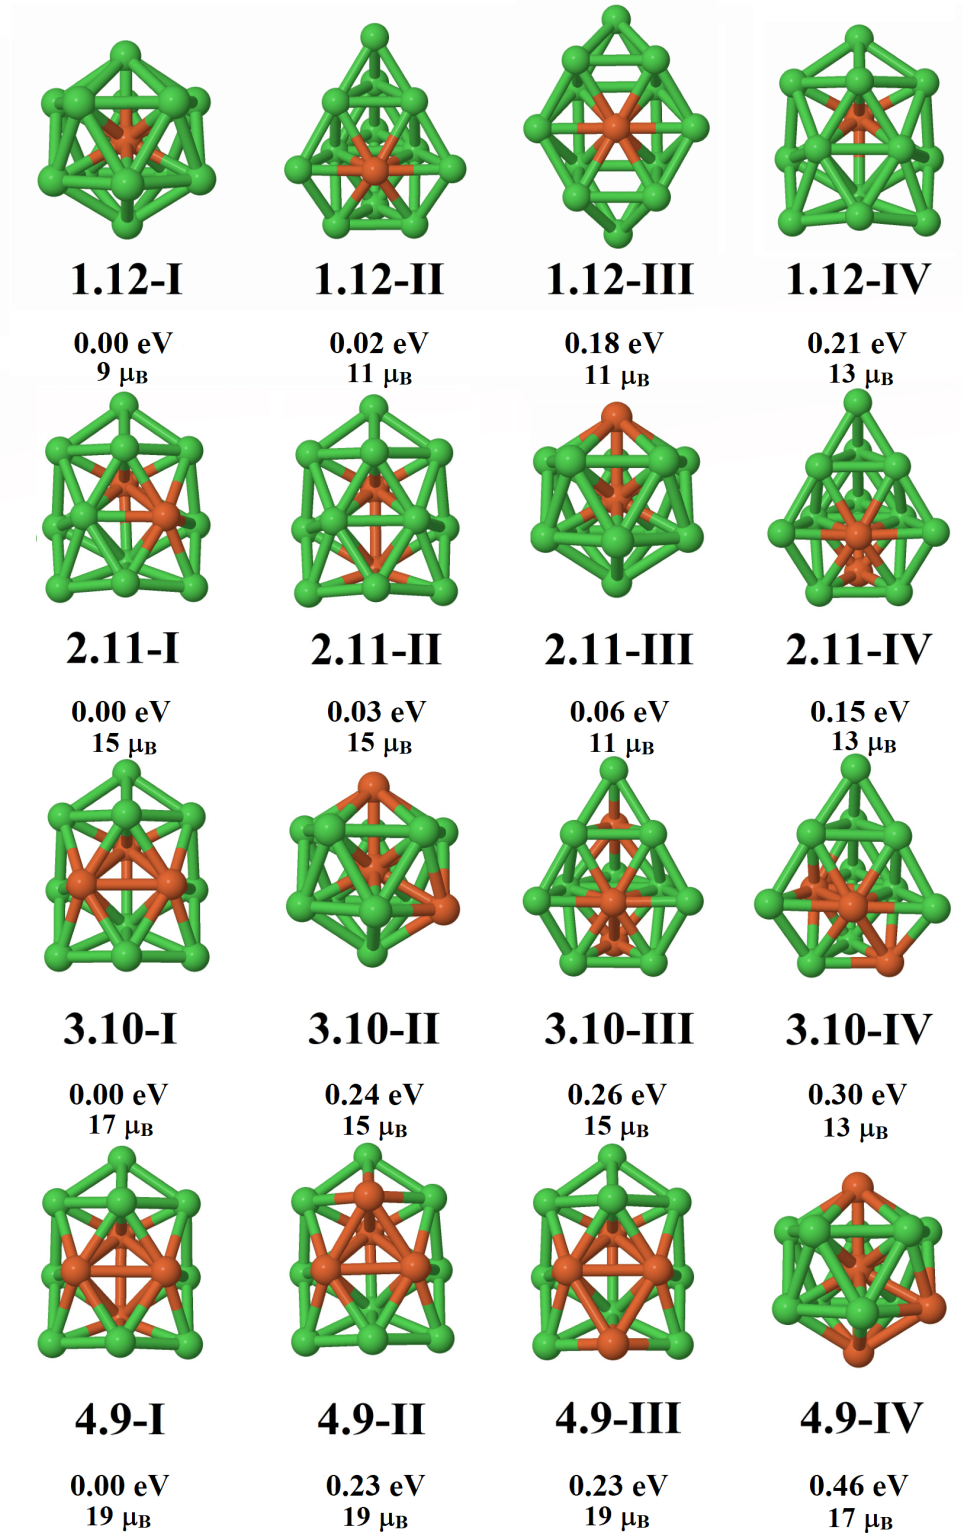 1.12-I 1.12-II 1.12-III 1.12-IV
0.00 eV 0.02 eV 0.18 eV 0.21 eV
9 μB 11 μB 11 μB 13 μB
2.11-I 2.11-II 2.11-III 2.11-IV
0.00 eV 0.03 eV 0.06 eV 0.15 eV
15 μB 15 μB 11 μB 13 μB
3.10-I 3.10-II 3.10-III 3.10-IV
0.00 eV 0.24 eV 0.26 eV 0.30 eV
17 μB 15 μB 15 μB 13 μB
4.9-I 4.9-II 4.9-III 4.9-IV
0.00 eV 0.23 eV 0.23 eV 0.46 eV
19 μB 19 μB 19 μB 17 μB